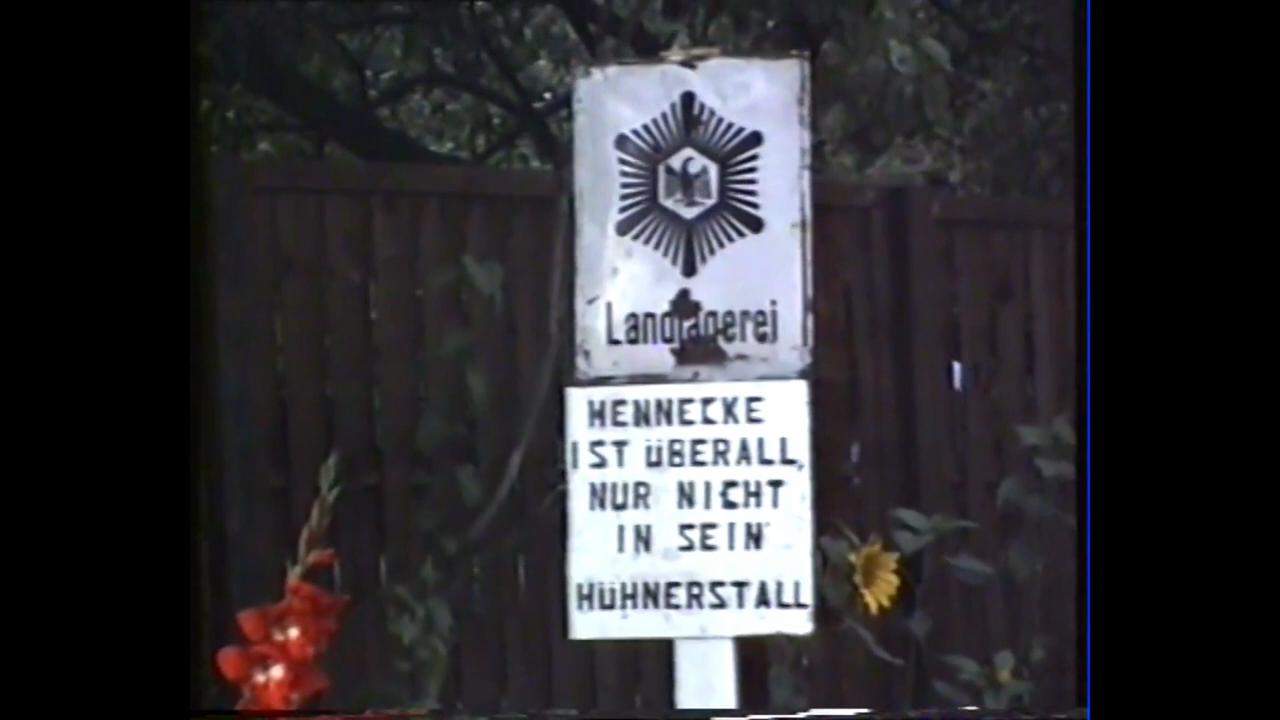 Landjägerei
HENNECKE
IST ÜBERALL,
NUR NICHT
IN SEIN
HÜHNERSTALL